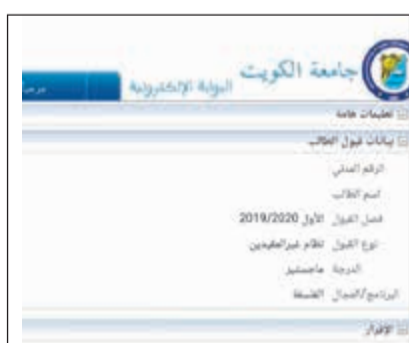 جامعة الكويت
البوابة الإلكترونية
تعليمات عامة
بيانات قبول الطالب
الرقم المدني
اسم الطالب
فصل القبول الأول 2019/2020
نوع القبول نظام غير المقيدين
الدرجة ماجستير
البرنامج/المجال الفلسفة
الإقرار